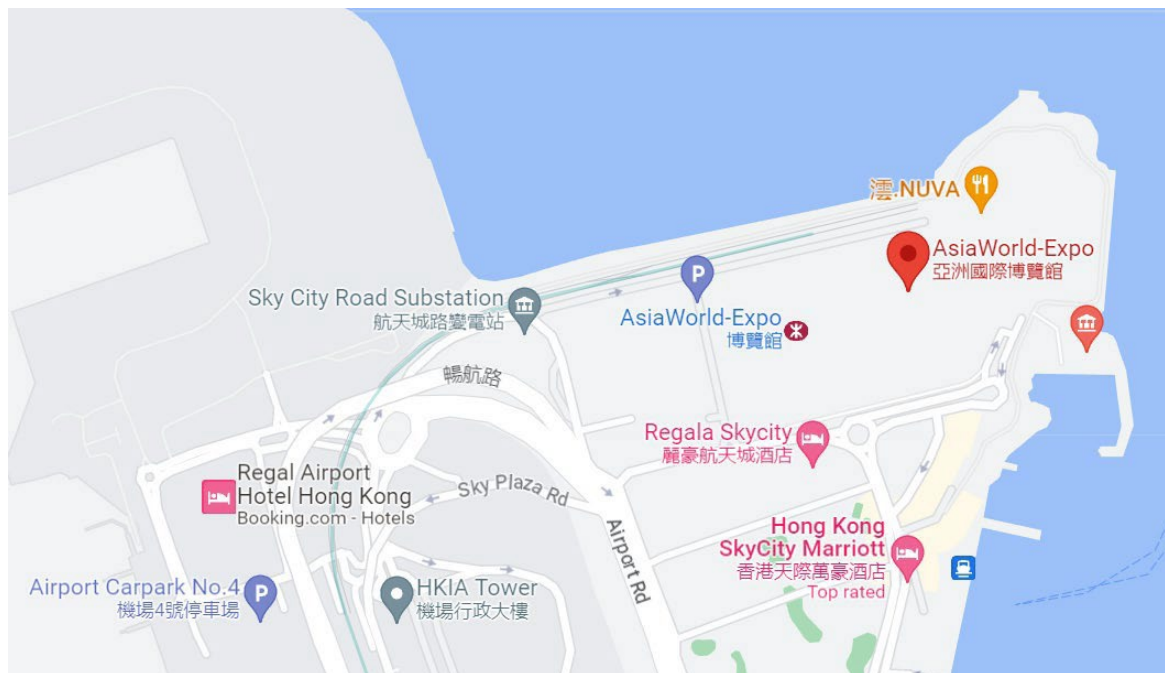 澐.NUVA
AsiaWorld-Expo
亞洲國際博覽館
P
Sky City Road Substation
航天城路變電站
AsiaWorld-Expo
博覽館
暢航路
Regala Skycity
麗豪航天城酒店
Regal Airport
Hotel Hong Kong
Booking.com - Hotels
Sky Plaza Rd
Airport Rd
Hong Kong
SkyCity Marriott
香港天際萬豪酒店
Top rated
Airport Carpark No.4
機場4號停車場
P
HKIA Tower
機場行政大樓